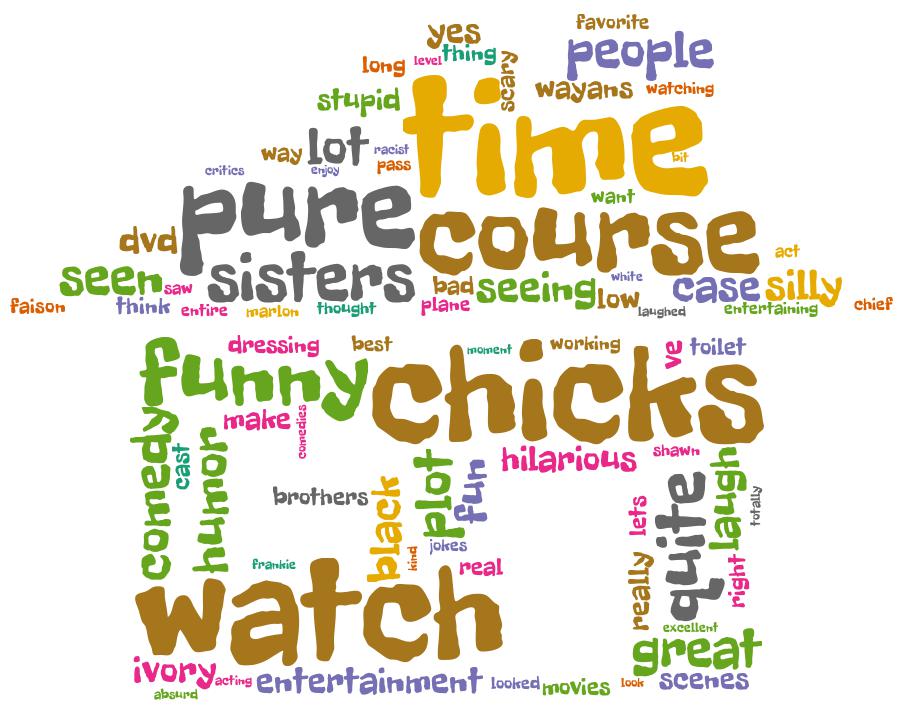 favorite
yes
people
thing
long
level
scary
wayans
watching
stupid
time
lot
way
racist
bit
pass
critics
enjoy
pure
want
course
dvd
act
sisters
seen
saw
bad
seeing
white
case
silly
low
faison
think
entire
marlon
thought
plane
laughed
entertaining
chief
dressing
best
moment
working
ve
toilet
funny
chicks
make
comedies
comedy
cast
humor
hilarious
shawn
plot
fun
brothers
black
quite
laugh
totally
lets
jokes
kind
frankie
real
really
right
watch
excellent
great
ivory
acting
entertainment
looked
movies
look
scenes
absurd